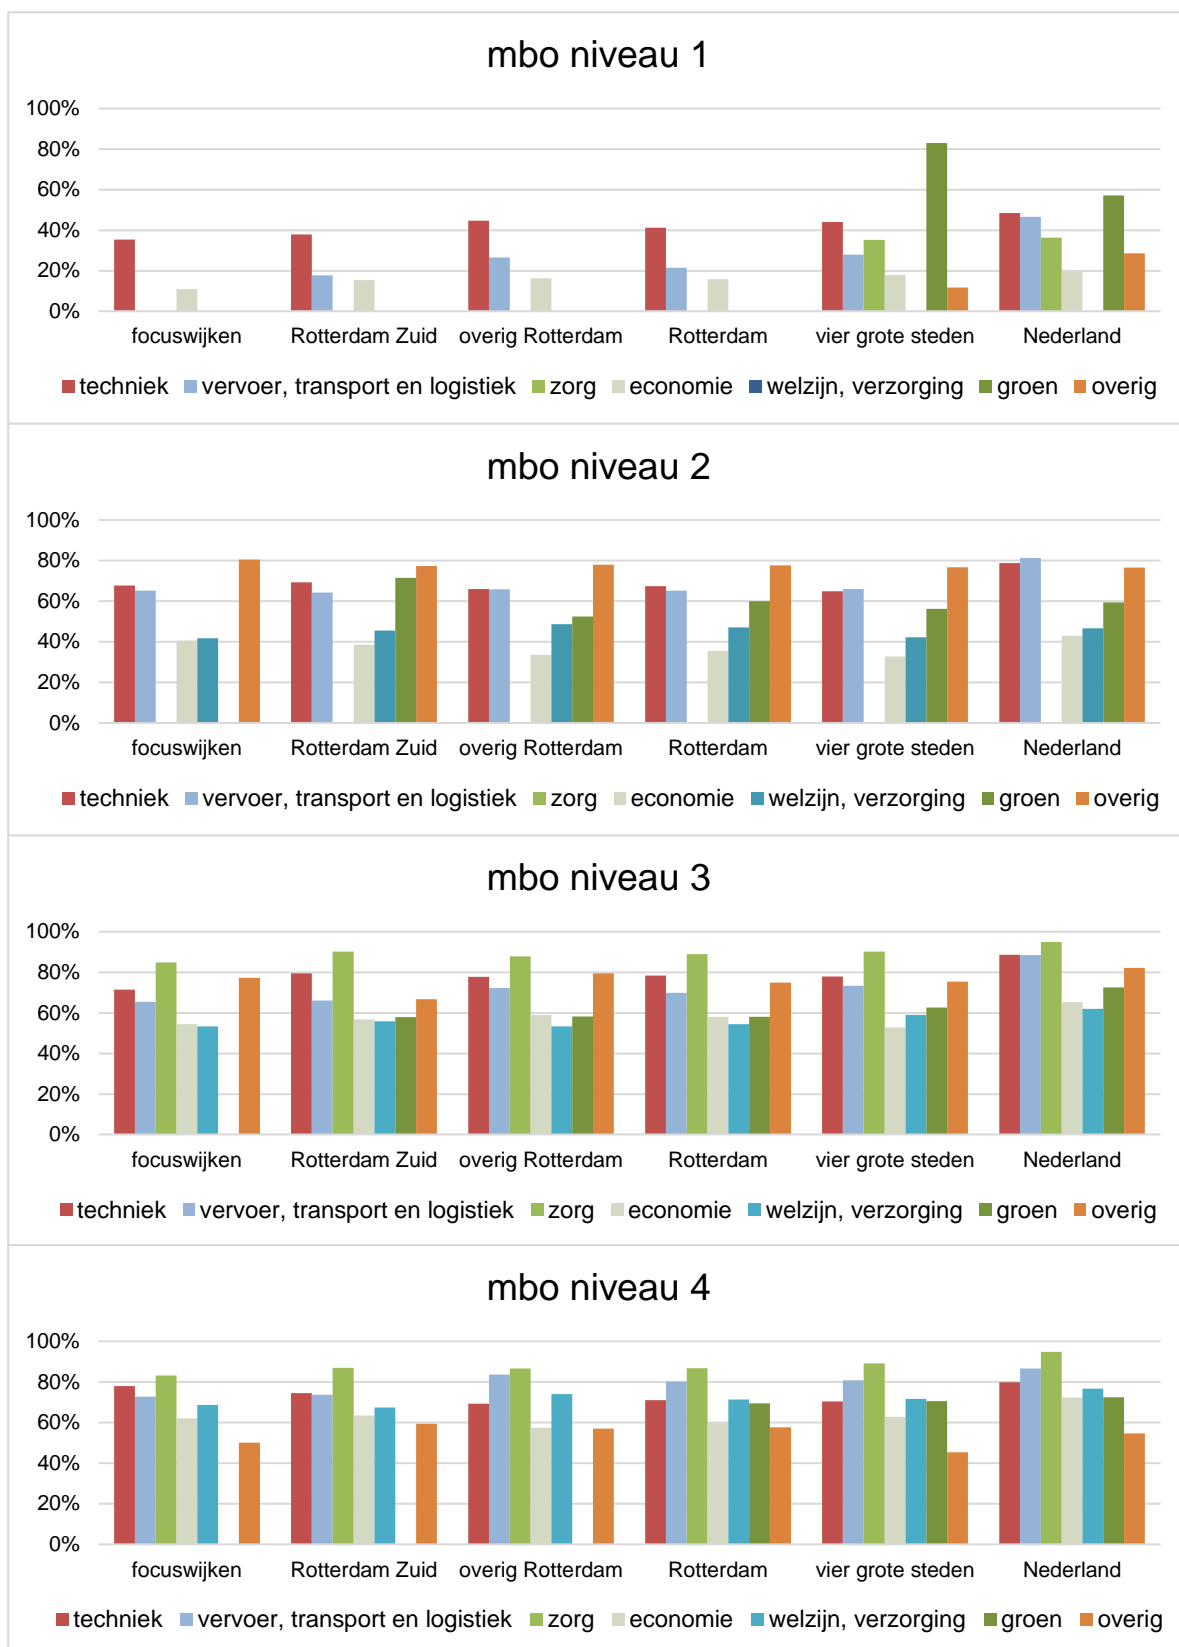 mbo niveau 1
100%
80%
60%
40%
20%
0%
focuswijken Rotterdam Zuid overig Rotterdam Rotterdam vier grote steden Nederland
techniek vervoer, transport en logistiek zorg economie welzijn, verzorging groen overig
mbo niveau 2
100%
80%
60%
40%
20%
0%
focuswijken Rotterdam Zuid overig Rotterdam Rotterdam vier grote steden Nederland
techniek vervoer, transport en logistiek zorg economie welzijn, verzorging groen overig
mbo niveau 3
100%
80%
60%
40%
20%
0%
focuswijken Rotterdam Zuid overig Rotterdam Rotterdam vier grote steden Nederland
techniek vervoer, transport en logistiek zorg economie welzijn, verzorging groen overig
mbo niveau 4
100%
80%
60%
40%
20%
0%
focuswijken Rotterdam Zuid overig Rotterdam Rotterdam vier grote steden Nederland
techniek vervoer, transport en logistiek zorg economie welzijn, verzorging groen overig